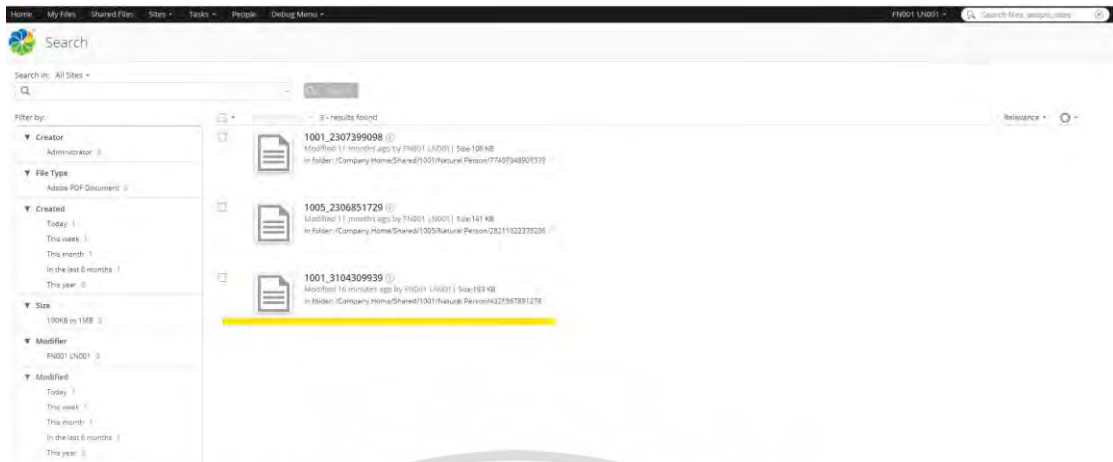 Home My Files Shared Files Sites Tasks People Debug Menu FN001 LN001 Search files, people, sites
Search
Search in: All Sites
3 - results found
Relevance
Filter by:
Creator
Administrator 3
File Type
Adobe PDF Document 3
Created
Today 1
This week 1
This month 1
In the last 6 months 1
This year 3
Size
100KB to 1MB 3
Modifier
FN001 LN001 3
Modified
Today 1
This week 1
This month 1
In the last 6 months 1
This year 3
1001_2307399098
Modified 11 months ago by FN001 LN001 | Size:106 KB
In folder: /Company Home/Shared/1001/Natural Person/77407048901579
1005_2306851729
Modified 11 months ago by FN001 LN001 | Size:141 KB
In folder: /Company Home/Shared/1005/Natural Person/28211022378236
1001_3104309939
Modified 16 minutes ago by FN001 LN001 | Size:193 KB
In folder: /Company Home/Shared/1001/Natural Person/4321567891278